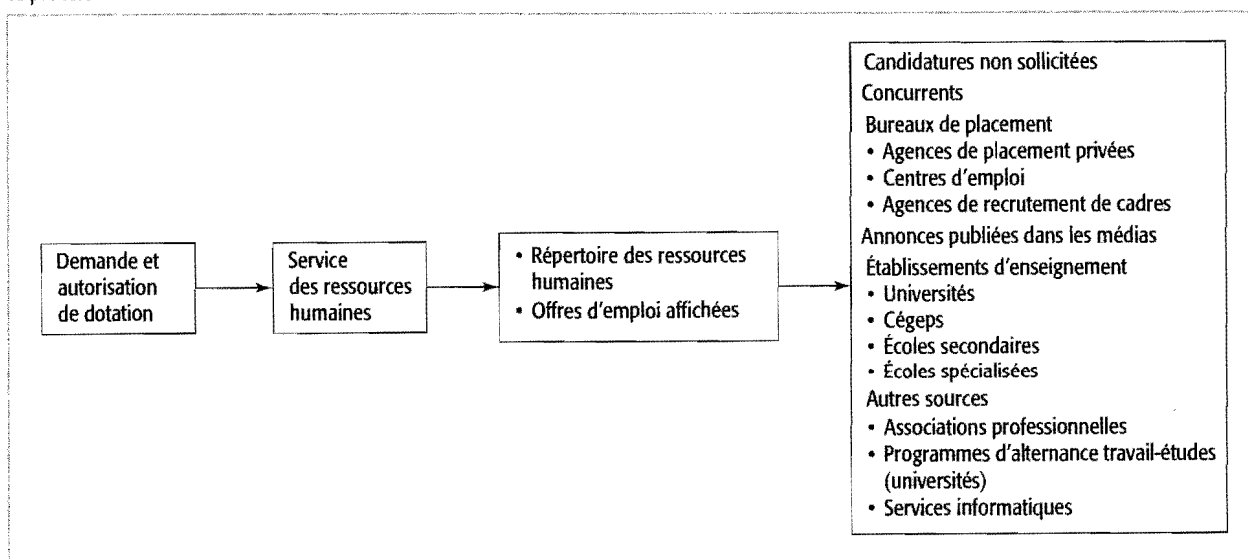 Demande et
autorisation
de dotation
Service
des ressources
humaines
• Répertoire des ressources
humaines
• Offres d'emploi affichées
Candidatures non sollicitées
Concurrents
Bureaux de placement
• Agences de placement privées
• Centres d'emploi
• Agences de recrutement de cadres
Annonces publiées dans les médias
Établissements d'enseignement
• Universités
• Cégeps
• Écoles secondaires
• Écoles spécialisées
Autres sources
• Associations professionnelles
• Programmes d'alternance travail-études
(universités)
• Services informatiques